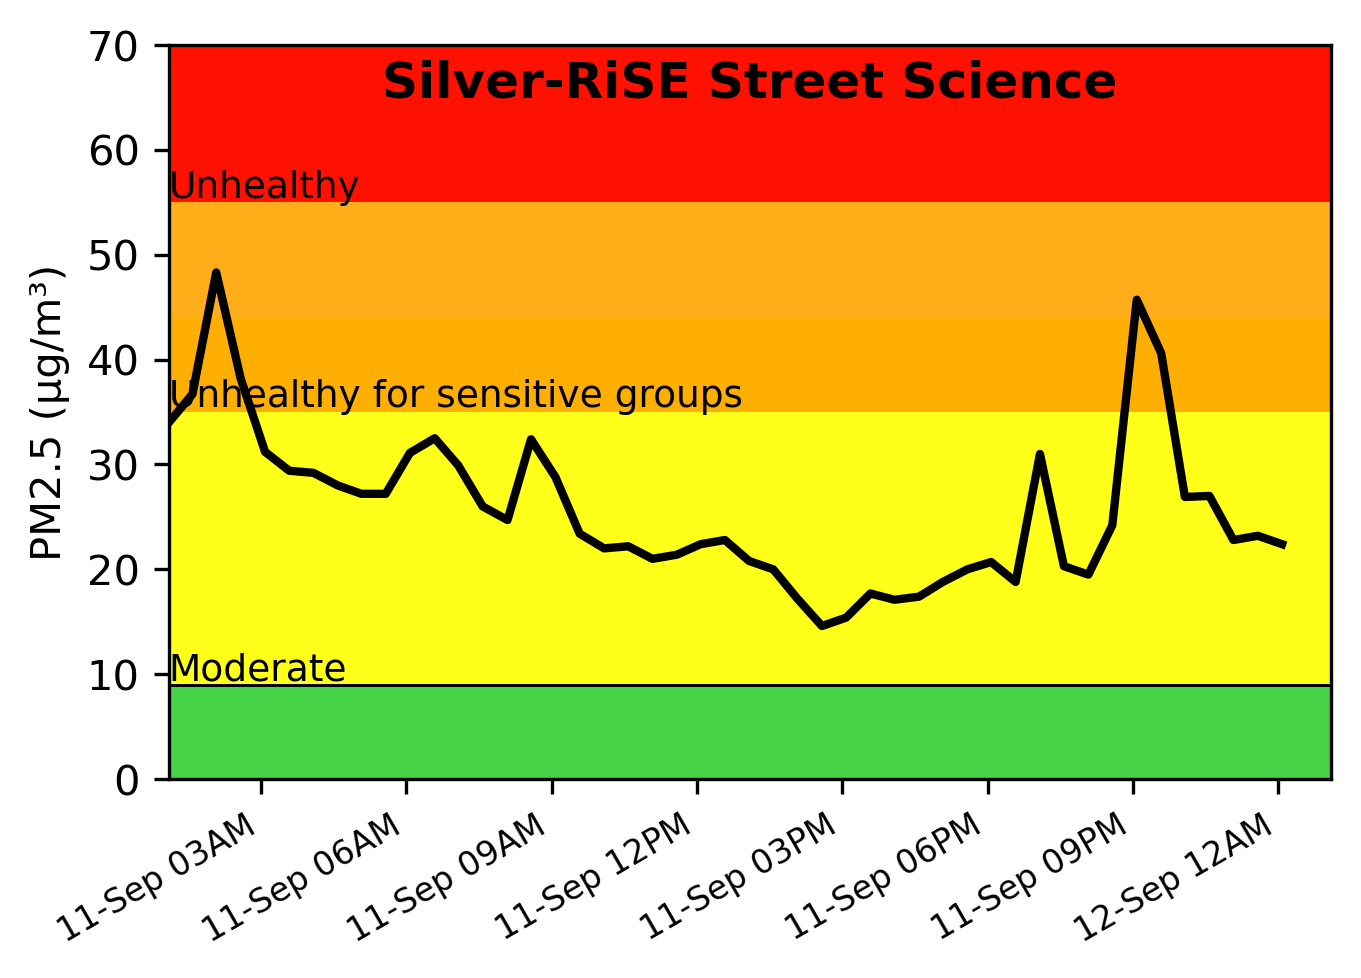 Silver-RiSE Street Science
70
60
50
40
30
20
10
0
PM2.5 (µg/m³)
Unhealthy
Unhealthy for sensitive groups
Moderate
11-Sep 03AM
11-Sep 06AM
11-Sep 09AM
11-Sep 12PM
11-Sep 03PM
11-Sep 06PM
11-Sep 09PM
12-Sep 12AM